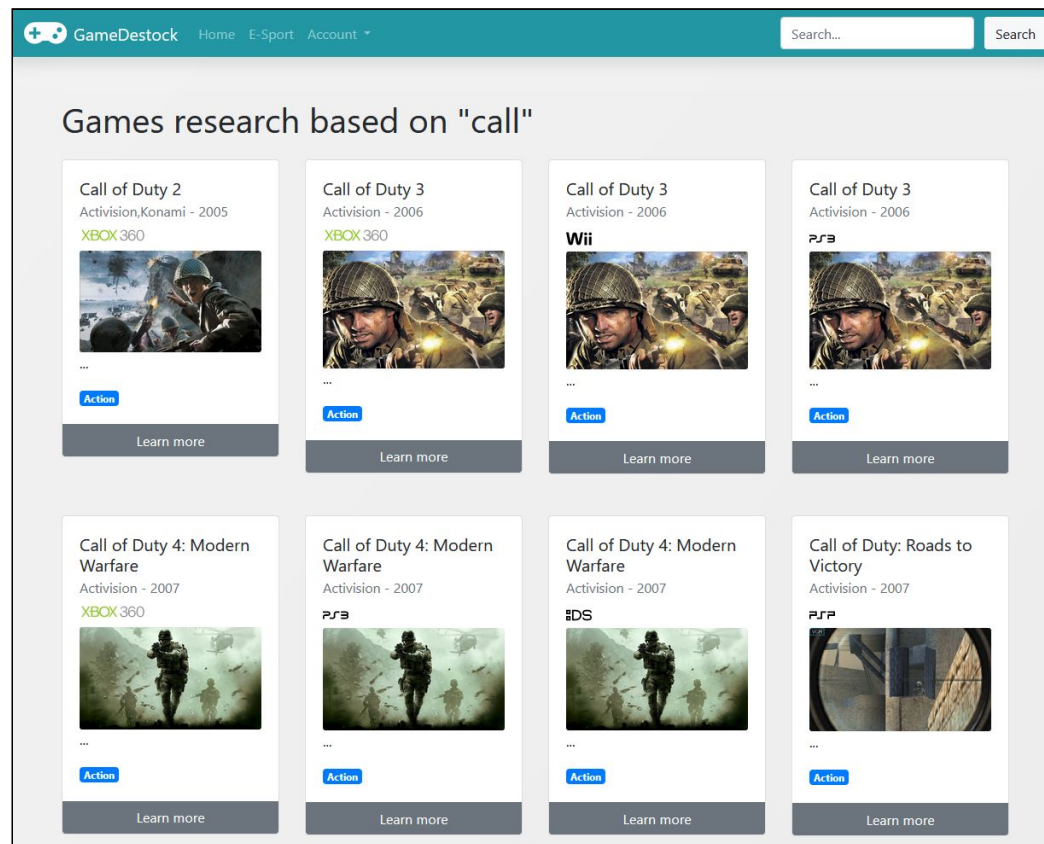 GameDestock Home E-Sport Account Search... Search
Games research based on "call"
Call of Duty 2
Activision,Konami - 2005
XBOX 360
...
Action
Learn more
Call of Duty 3
Activision - 2006
XBOX 360
...
Action
Learn more
Call of Duty 3
Activision - 2006
Wii
...
Action
Learn more
Call of Duty 3
Activision - 2006
PS3
...
Action
Learn more
Call of Duty 4: Modern
Warfare
Activision - 2007
XBOX 360
...
Action
Learn more
Call of Duty 4: Modern
Warfare
Activision - 2007
PS3
...
Action
Learn more
Call of Duty 4: Modern
Warfare
Activision - 2007
DS
...
Action
Learn more
Call of Duty: Roads to
Victory
Activision - 2007
PSP
...
Action
Learn more